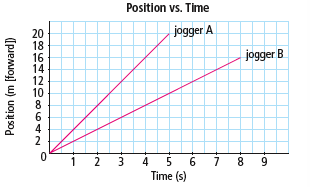 Position vs. Time
Position (m [forward])
20
18
16
14
12
10
8
6
4
2
0
jogger A
jogger B
1 2 3 4 5 6 7 8 9
Time (s)